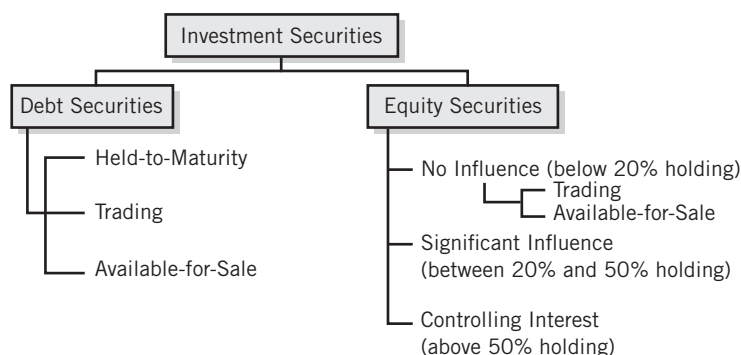 Investment Securities
Debt Securities
Held-to-Maturity
Trading
Available-for-Sale
Equity Securities
No Influence (below 20% holding)
Trading
Available-for-Sale
Significant Influence
(between 20% and 50% holding)
Controlling Interest
(above 50% holding)